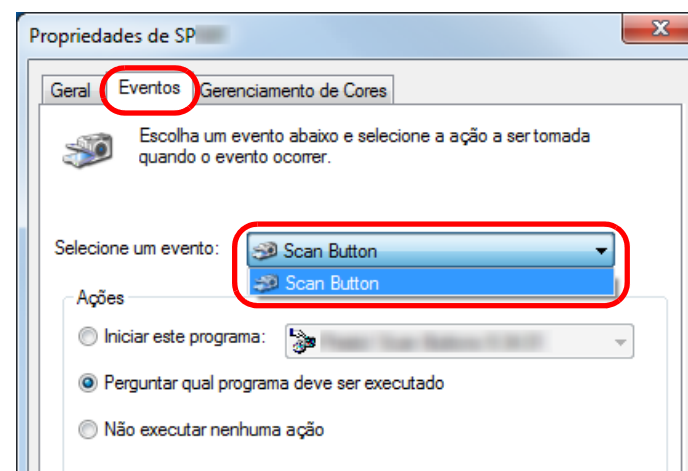 Propriedades de SP
Geral Eventos Gerenciamento de Cores
Escolha um evento abaixo e selecione a ação a ser tomada
quando o evento ocorrer.
Selecione um evento: Scan Button
Scan Button
Ações
Iniciar este programa:
Perguntar qual programa deve ser executado
Não executar nenhuma ação